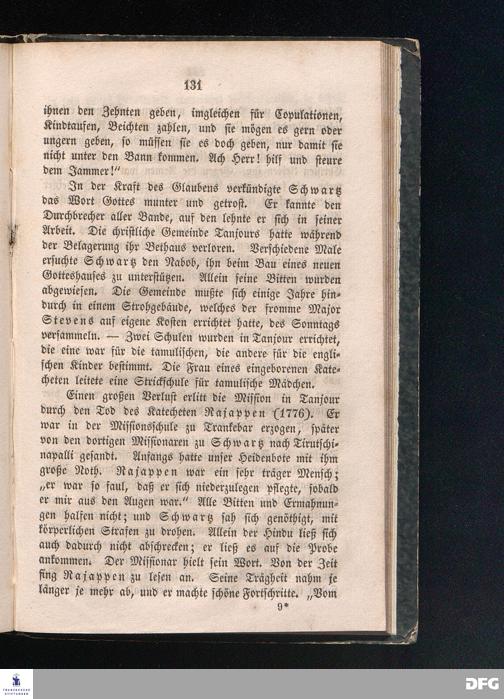 131
ihnen den Zehnten geben, imgleichen für Copulationen,
Kindtaufen, Beichten zahlen, und sie mögen es gern oder
ungern geben, so müssen sie es doch geben, nur damit sie
nicht unter den Bann kommen. Ach Herr! hilf und steure
dem Jammer!“
In der Kraft des Glaubens verkündigte Schwartz
das Wort Gottes munter und getrost. Er kannte den
Durchbrecher aller Bande, auf den lehnte er sich in seiner
Arbeit. Die christliche Gemeinde Tanjours hatte während
der Belagerung ihr Bethaus verloren. Verschiedene Male
ersuchte Schwartz den Nabob, ihn beim Bau eines neuen
Gotteshauses zu unterstützen. Allein seine Bitten wurden
abgewiesen. Die Gemeinde mußte sich einige Jahre hin-
durch in einem Strohgebäude, welches der fromme Major
Stevens auf eigene Kosten errichtet hatte, des Sonntags
versammeln. — Zwei Schulen wurden in Tanjour errichtet,
die eine war für die tamulischen, die andere für die engli-
schen Kinder bestimmt. Die Frau eines eingeborenen Kate-
cheten leitete eine Strickschule für tamulische Mädchen.
Einen großen Verlust erlitt die Mission in Tanjour
durch den Tod des Katecheten Rajappen (1776). Er
war in der Missionsschule zu Trankebar erzogen, später
von den dortigen Missionaren zu Schwartz nach Tirutschi-
napalli gesandt. Anfangs hatte unser Heidenbote mit ihm
große Noth. Rajappen war ein sehr träger Mensch;
„er war so faul, daß er sich niederzulegen pflegte, sobald
er mir aus den Augen war.“ Alle Bitten und Ermahnun-
gen halfen nicht; und Schwartz sah sich genöthigt, mit
körperlichen Strafen zu drohen. Allein der Hindu ließ sich
auch dadurch nicht abschrecken; er ließ es auf die Probe
ankommen. Der Missionar hielt sein Wort. Von der Zeit
fing Rajappen zu lesen an. Seine Trägheit nahm je
länger je mehr ab, und er machte schöne Fortschritte. „Vom
9*
FRANCKESCHE
STIFTUNGEN
DFG